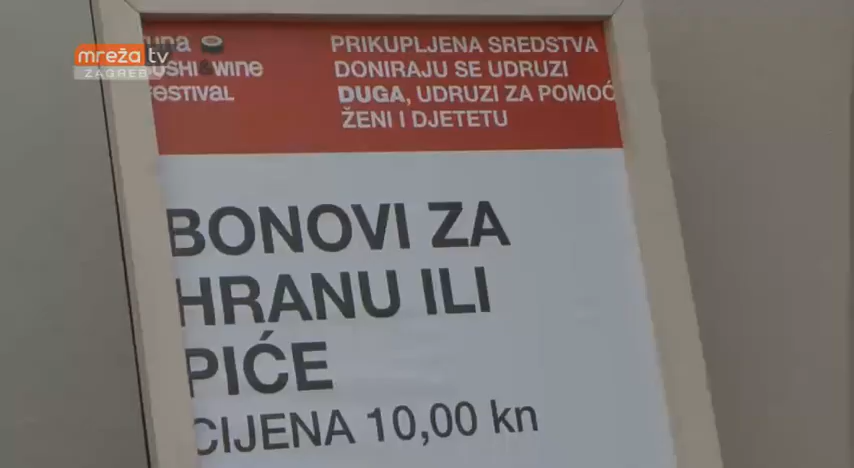 mreža tv
ZAGREB
&WINE
PRIKUPLJENA SREDSTVA
DONIRAJU SE UDRUZI
DUGA, UDRUZI ZA POMOĆ
ŽENI I DJETETU
BONOVI ZA
HRANU ILI
PIĆE
CIJENA 10,00 kn